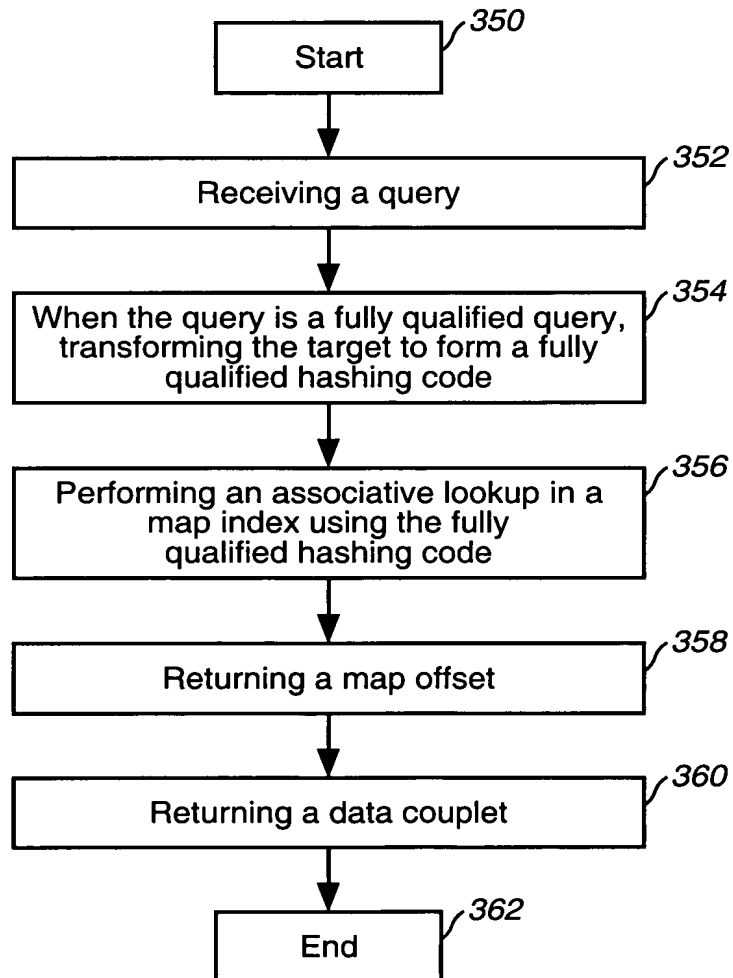 350
Start
352
Receiving a query
354
When the query is a fully qualified query,
transforming the target to form a fully
qualified hashing code
356
Performing an associative lookup in a
map index using the fully
qualified hashing code
358
Returning a map offset
360
Returning a data couplet
362
End